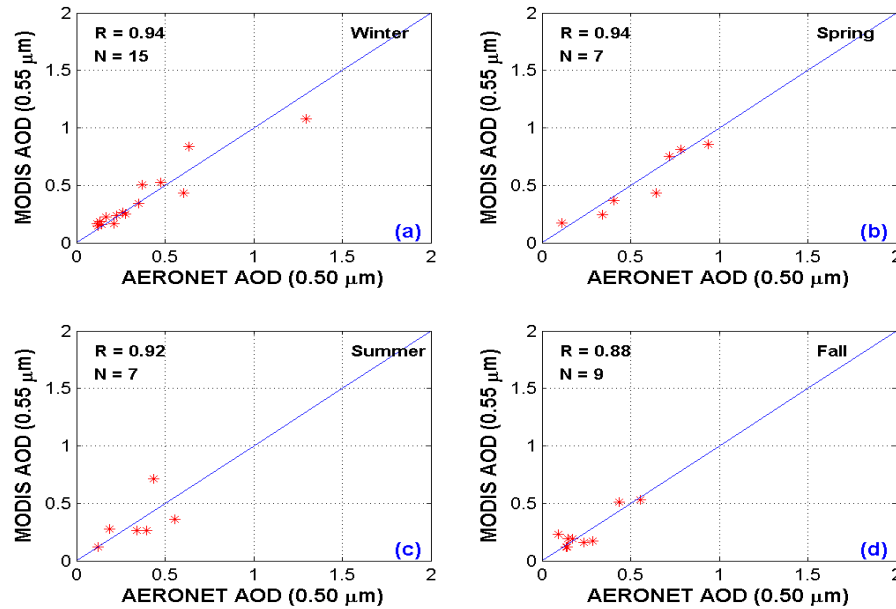 R = 0.94
N = 15
Winter
(a)
2
1.5
1
0.5
0
0
0.5
1
1.5
2
MODIS AOD (0.55 μm)
AERONET AOD (0.50 μm)
R = 0.94
N = 7
Spring
(b)
2
1.5
1
0.5
0
0
0.5
1
1.5
2
MODIS AOD (0.55 μm)
AERONET AOD (0.50 μm)
R = 0.92
N = 7
Summer
(c)
2
1.5
1
0.5
0
0
0.5
1
1.5
2
MODIS AOD (0.55 μm)
AERONET AOD (0.50 μm)
R = 0.88
N = 9
Fall
(d)
2
1.5
1
0.5
0
0
0.5
1
1.5
2
MODIS AOD (0.55 μm)
AERONET AOD (0.50 μm)